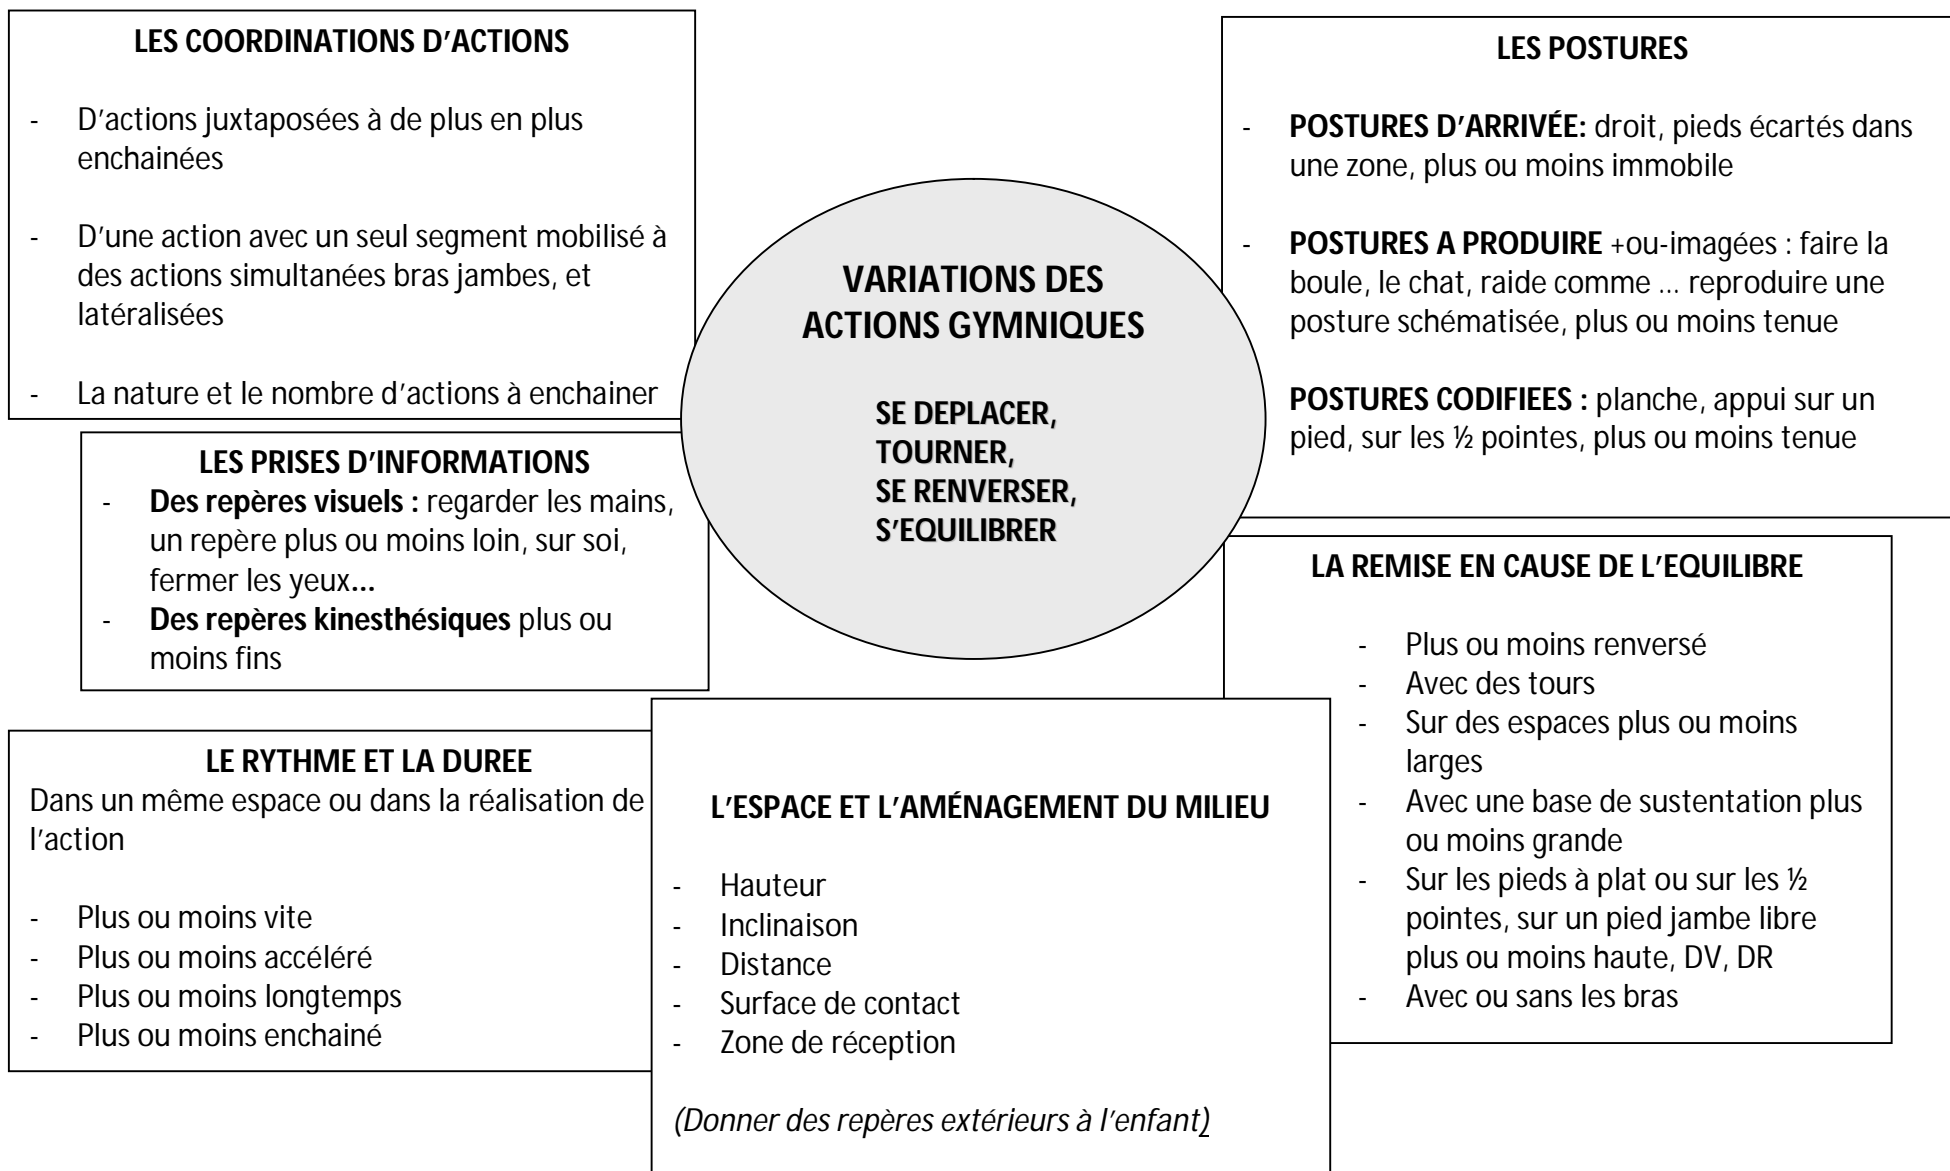 LES COORDINATIONS D'ACTIONS
- D'actions juxtaposées à de plus en plus
enchainées
- D'une action avec un seul segment mobilisé à
des actions simultanées bras jambes, et
latéralisées
- La nature et le nombre d'actions à enchainer
LES POSTURES
- POSTURES D'ARRIVÉE: droit, pieds écartés dans
une zone, plus ou moins immobile
- POSTURES A PRODUIRE +ou-imagées : faire la
boule, le chat, raide comme ... reproduire une
posture schématisée, plus ou moins tenue
POSTURES CODIFIEES : planche, appui sur un
pied, sur les ½ pointes, plus ou moins tenue
VARIATIONS DES
ACTIONS GYMNIQUES
SE DEPLACER,
TOURNER,
SE RENVERSER,
S'EQUILIBRER
LES PRISES D'INFORMATIONS
- Des repères visuels : regarder les mains,
un repère plus ou moins loin, sur soi,
fermer les yeux...
- Des repères kinesthésiques plus ou
moins fins
LA REMISE EN CAUSE DE L'EQUILIBRE
- Plus ou moins renversé
- Avec des tours
- Sur des espaces plus ou moins
larges
- Avec une base de sustentation plus
ou moins grande
- Sur les pieds à plat ou sur les ½
pointes, sur un pied jambe libre
plus ou moins haute, DV, DR
- Avec ou sans les bras
LE RYTHME ET LA DUREE
Dans un même espace ou dans la réalisation de
l'action
- Plus ou moins vite
- Plus ou moins accéléré
- Plus ou moins longtemps
- Plus ou moins enchainé
L'ESPACE ET L'AMÉNAGEMENT DU MILIEU
- Hauteur
- Inclinaison
- Distance
- Surface de contact
- Zone de réception
(Donner des repères extérieurs à l'enfant)